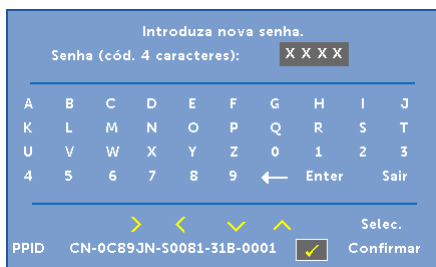 Introduza nova senha.
Senha (cód. 4 caracteres): X X X X
A B C D E F G H I J
K L M N O P Q R S T
U V W X Y Z 0 1 2 3
4 5 6 7 8 9 ← Enter Sair
> < ﹀ ︿ Selec.
PPID CN-0C89JN-S0081-31B-0001 ✓ Confirmar